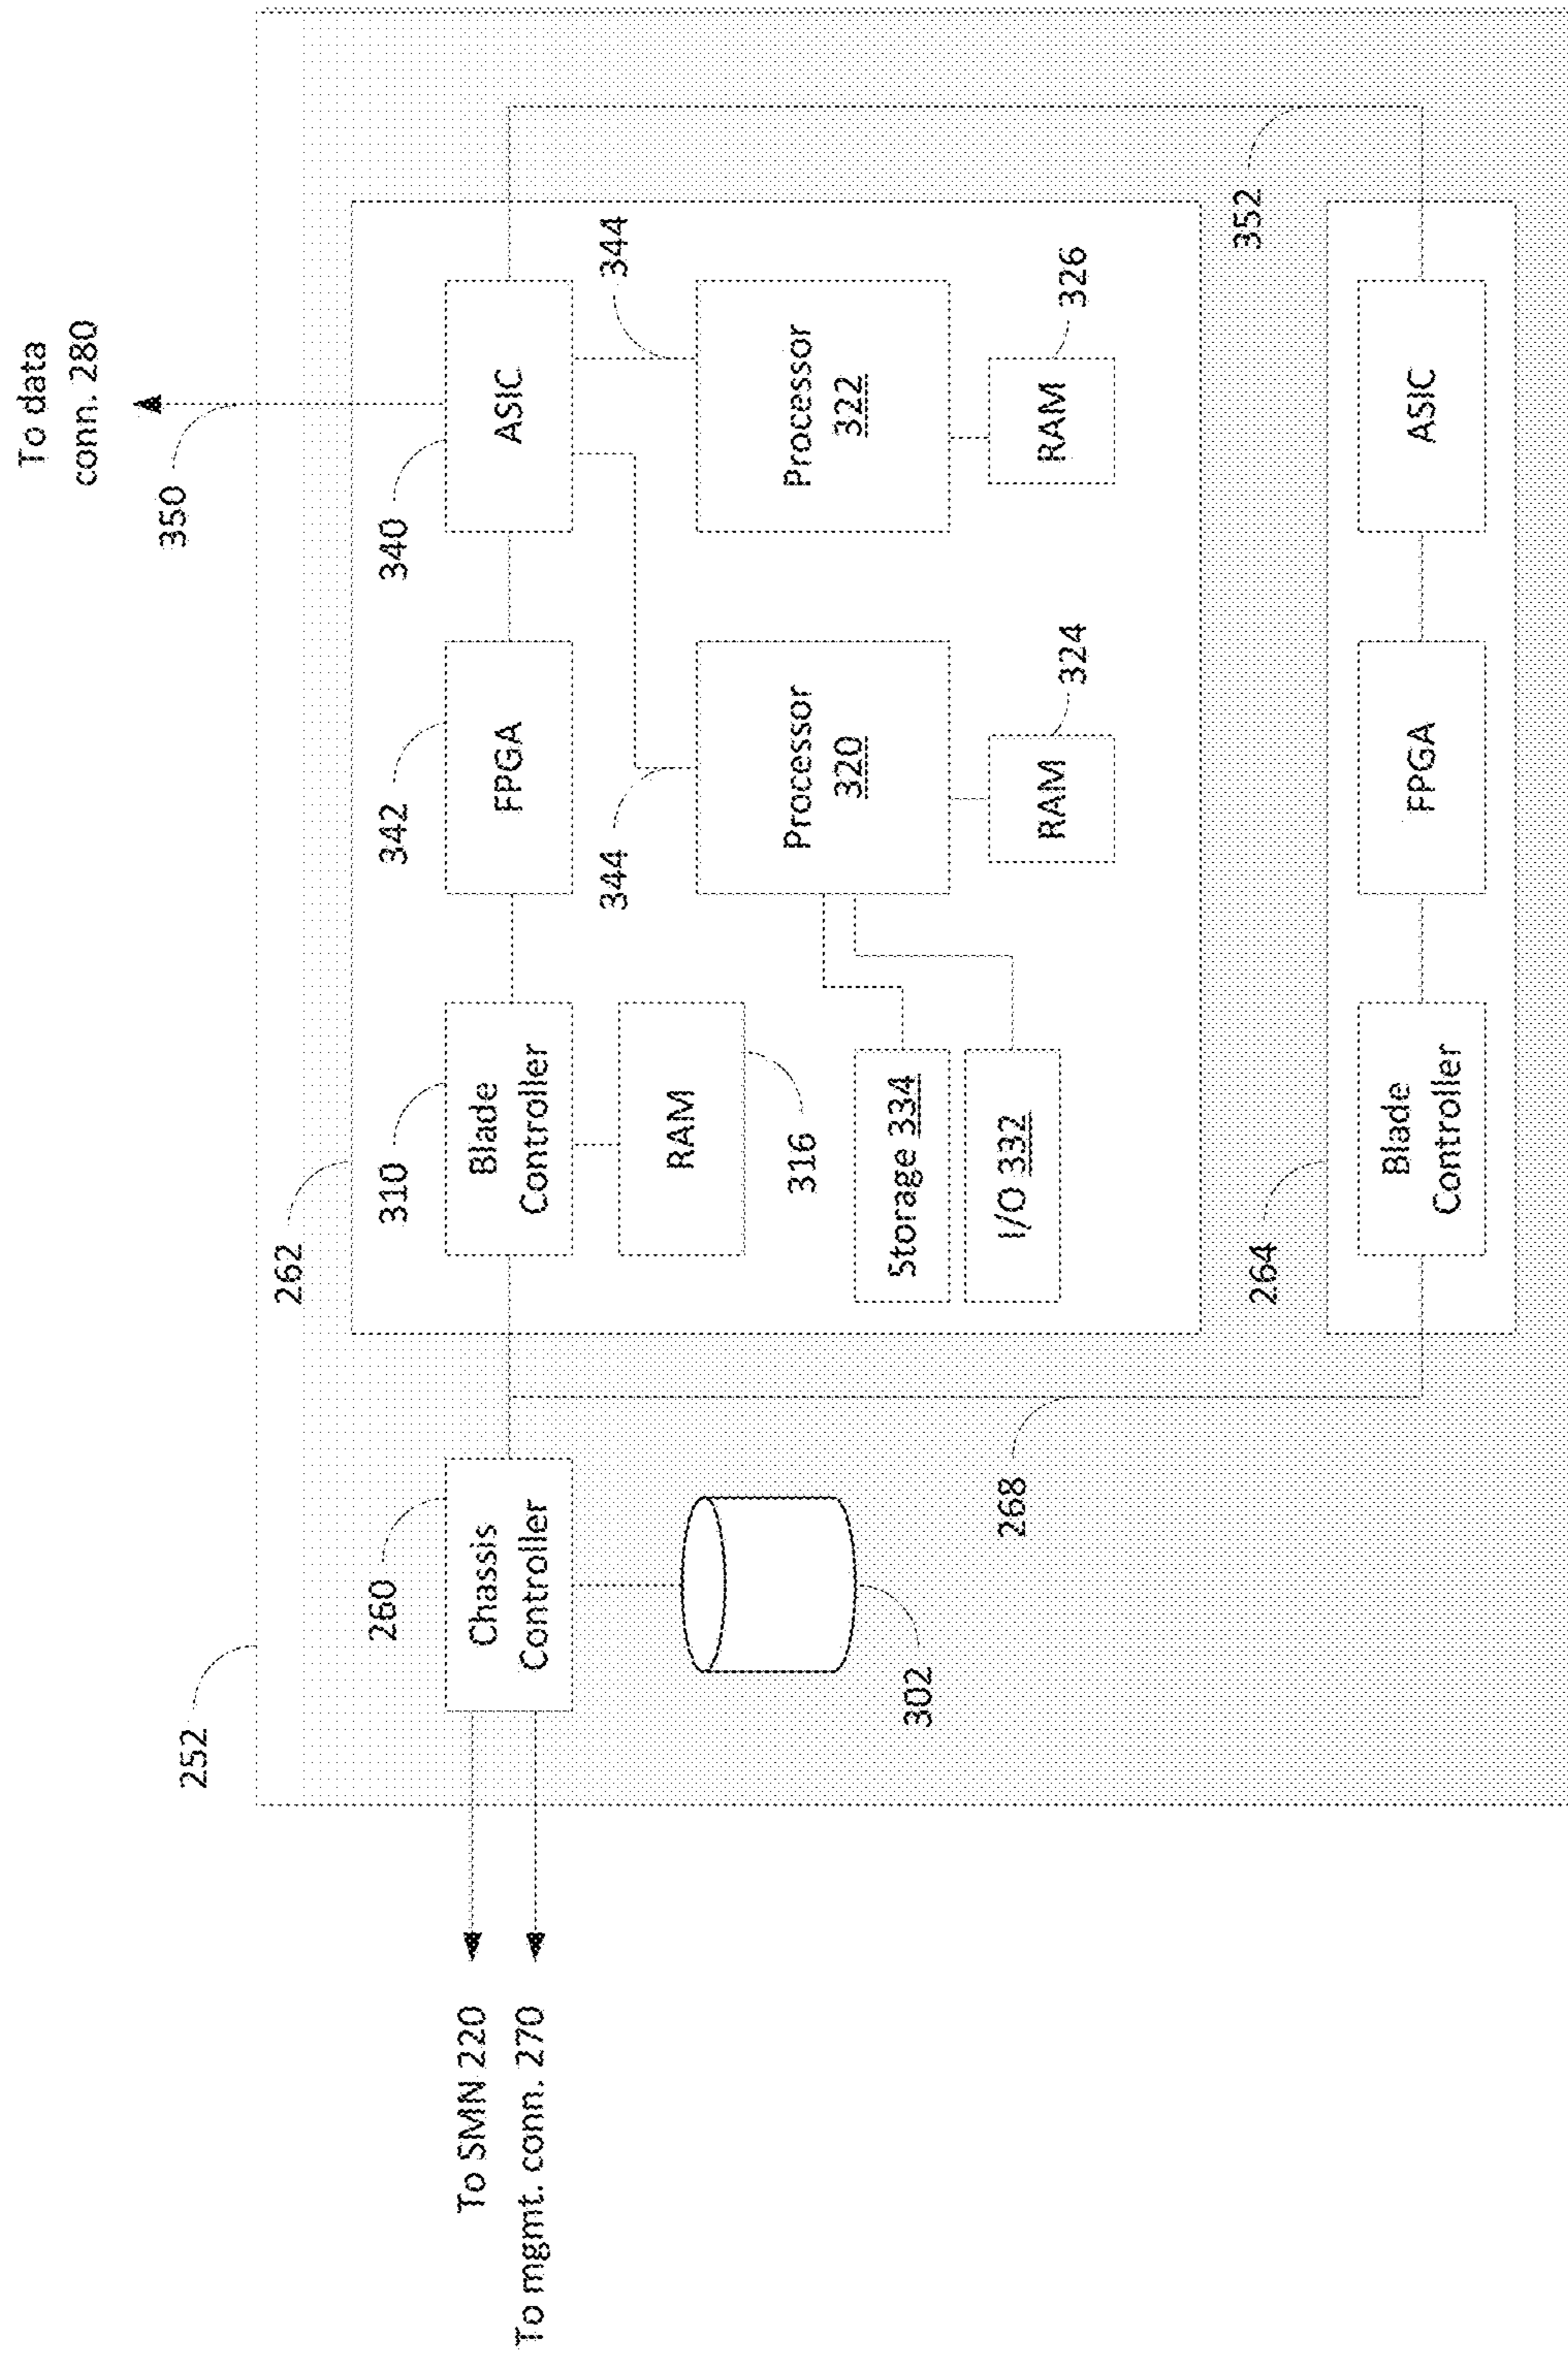 To data
conn. 280
350
252
262
260
Chassis
Controller
302
To SMN 220
To mgmt. conn. 270
268
310
Blade
Controller
RAM
316
342
FPGA
340
ASIC
344
344
Processor
320
Processor
322
Storage 334
I/O 332
RAM
324
RAM
326
352
264
Blade
Controller
FPGA
ASIC